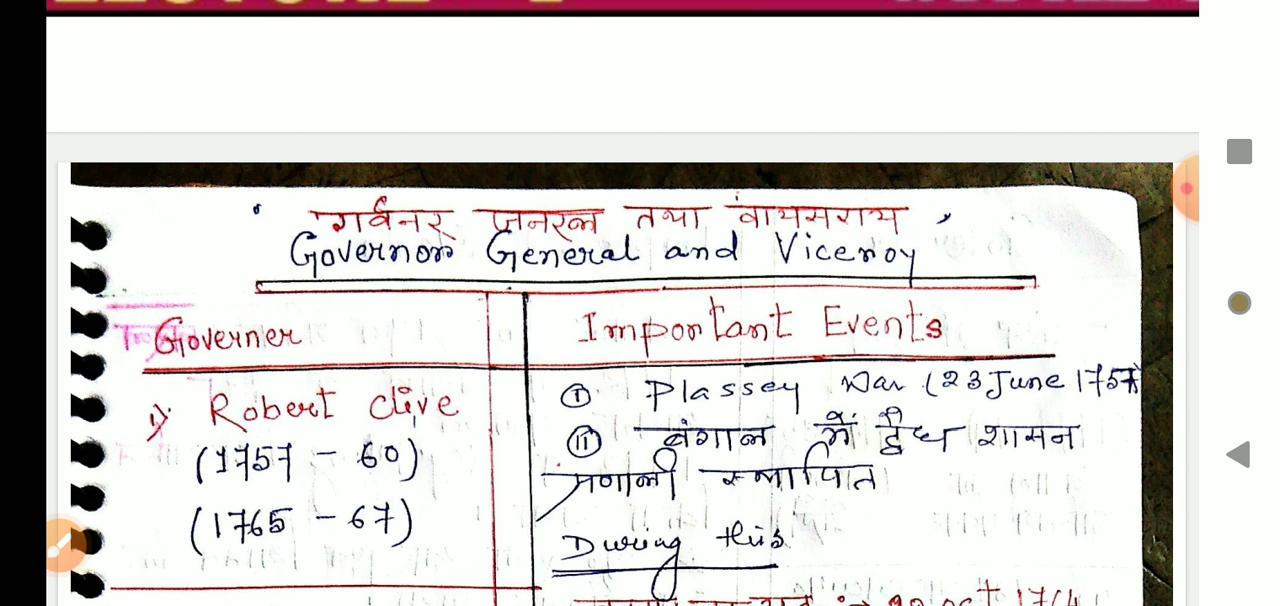 गर्वनर जनरल तथा वायसराय
Governor General and Viceroy
Governer
Important Events
1) Robert Clive
(1757 - 60)
(1765 - 67)
(i) Plassey War (23 June 1757)
(ii) बंगाल में द्वैध शासन
प्रणाली स्थापित
During this